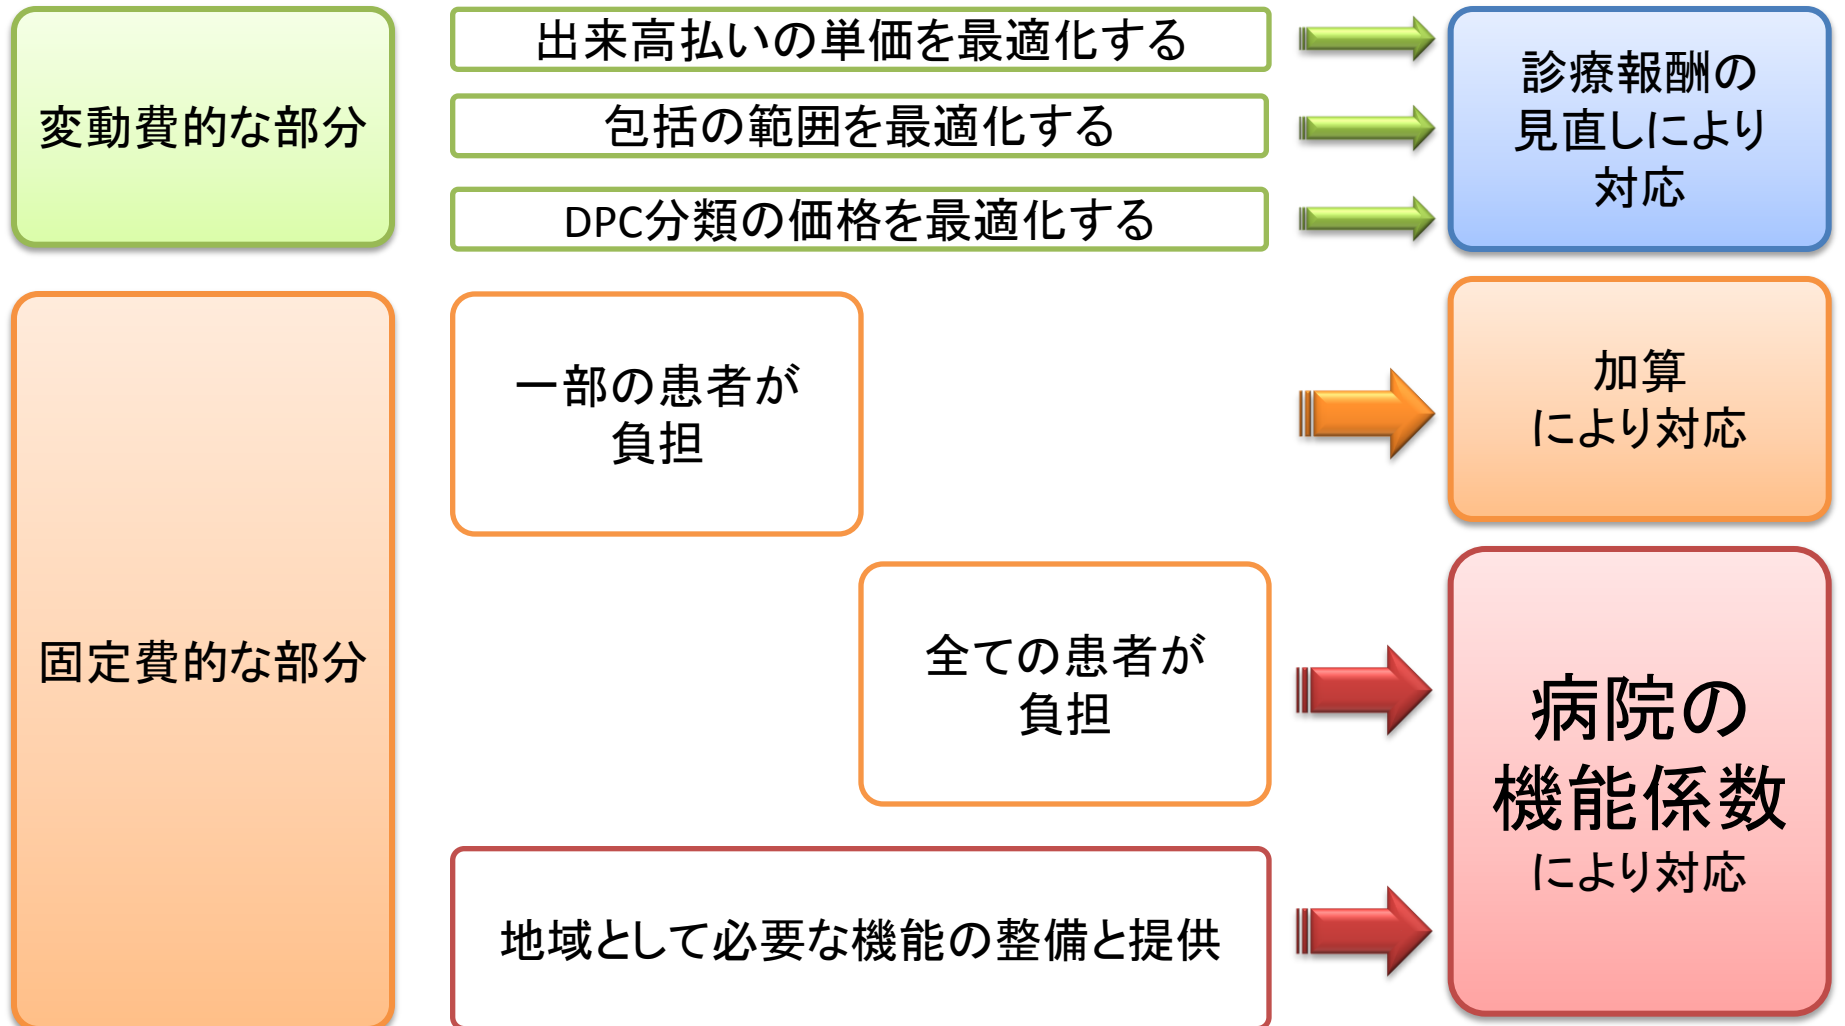 変動費的な部分
出来高払いの単価を最適化する
包括の範囲を最適化する
DPC分類の価格を最適化する
診療報酬の
見直しにより
対応
固定費的な部分
一部の患者が
負担
加算
により対応
全ての患者が
負担
地域として必要な機能の整備と提供
病院の
機能係数
により対応